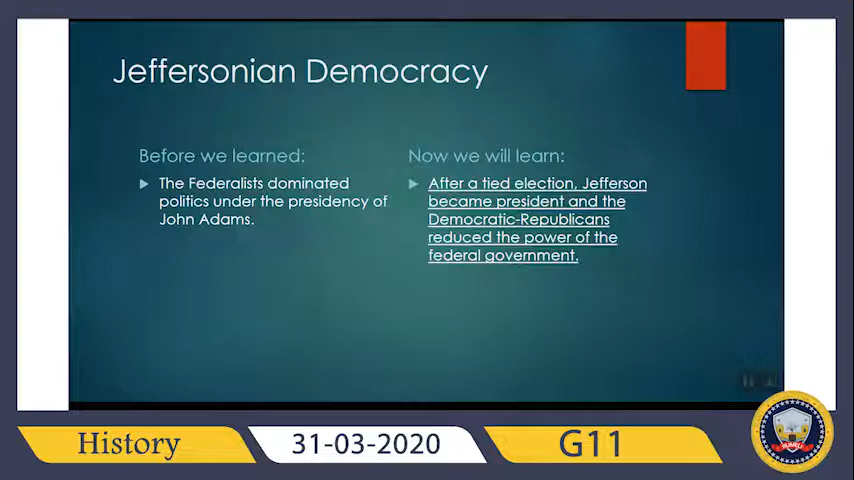 Jeffersonian Democracy
Before we learned:
The Federalists dominated
politics under the presidency of
John Adams.
Now we will learn:
After a tied election, Jefferson
became president and the
Democratic-Republicans
reduced the power of the
federal government.
History
31-03-2020
G11